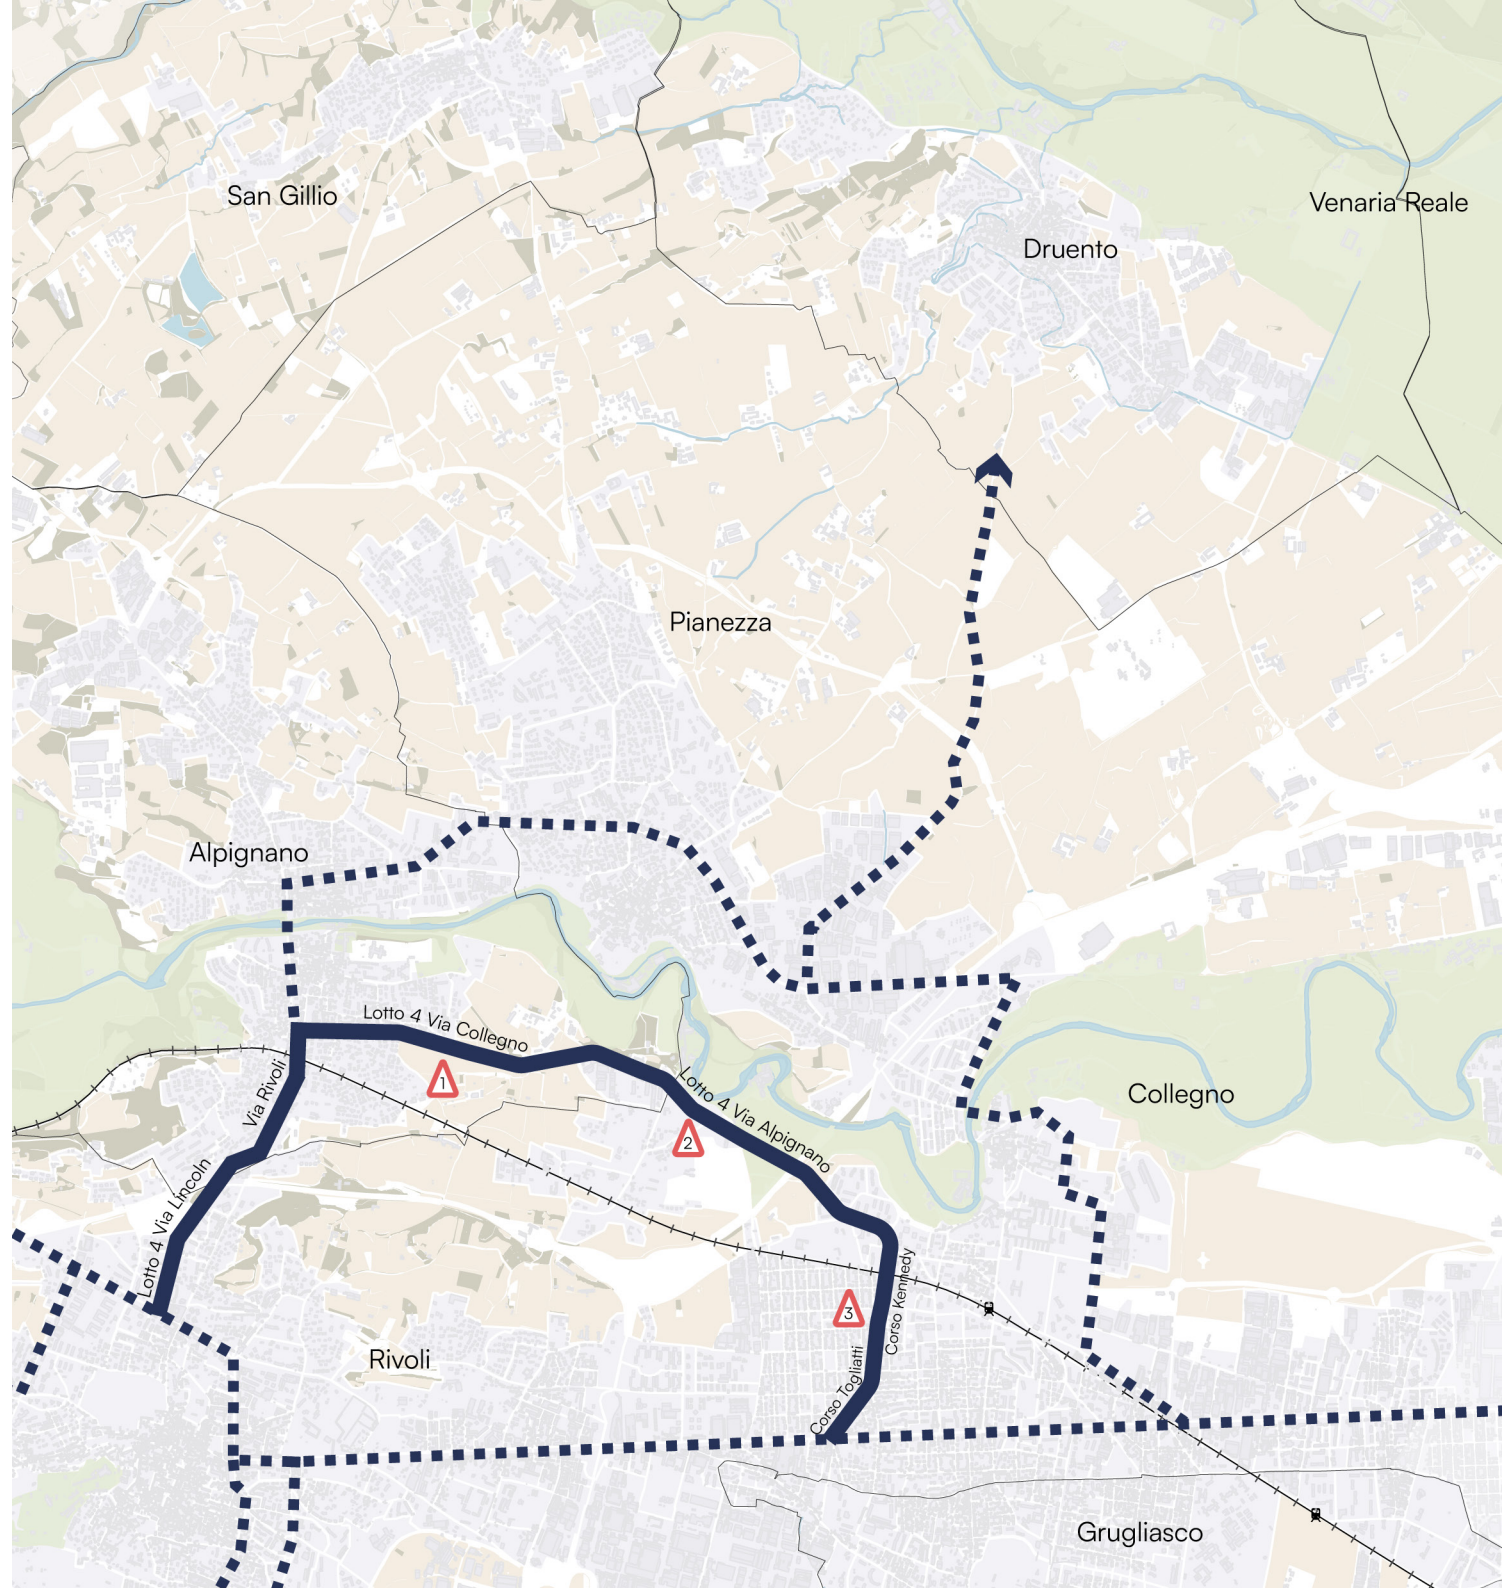 San Gillio
Venaria Reale
Druento
Pianezza
Alpignano
Lotto 4 Via Collegno
1
Via Rivoli
Lotto 4 Via Alpignano
2
Collegno
Lotto 4 Via Lincoln
Corso Kennedy
3
Rivoli
Corso Togliatti
Grugliasco